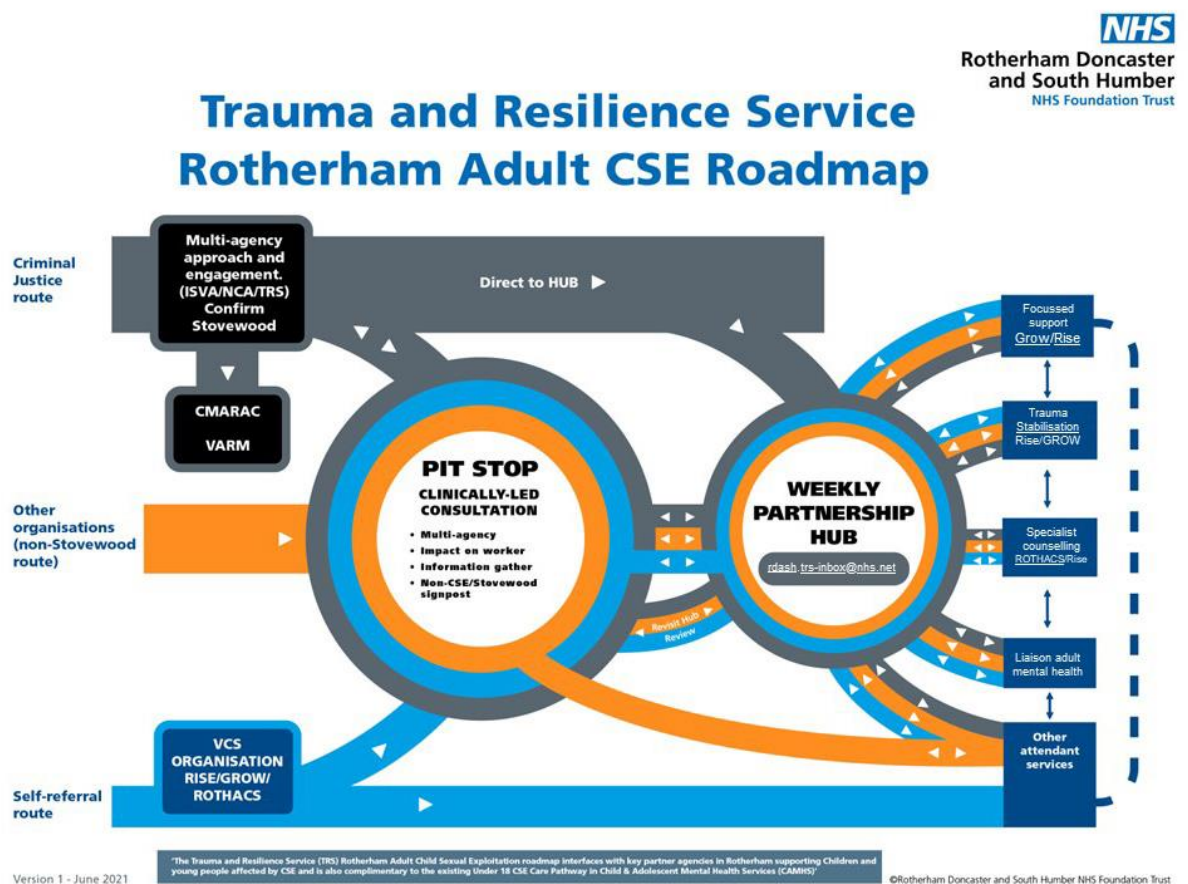 NHS
Rotherham Doncaster
and South Humber
NHS Foundation Trust
Trauma and Resilience Service
Rotherham Adult CSE Roadmap
Criminal
Justice
route
Multi-agency
approach and
engagement.
(ISVA/NCA/TRS)
Confirm
Stovewood
Direct to HUB
CMARAC
VARM
Other
organisations
(non-Stovewood
route)
PIT STOP
CLINICALLY-LED
CONSULTATION
• Multi-agency
• Impact on worker
• Information gather
• Non-CSE/Stovewood
signpost
WEEKLY
PARTNERSHIP
HUB
rdash.trs-inbox@nhs.net
Revisit Hub
Review
Focussed
support
Grow/Rise
Trauma
Stabilisation
Rise/GROW
Specialist
counselling
ROTHACS/Rise
Liaison adult
mental health
Other
attendant
services
VCS
ORGANISATION
RISE/GROW/
ROTHACS
Self-referral
route
'The Trauma and Resilience Service (TRS) Rotherham Adult Child Sexual Exploitation roadmap interfaces with key partner agencies in Rotherham supporting Children and
young people affected by CSE and is also complimentary to the existing Under 18 CSE Care Pathway in Child & Adolescent Mental Health Services (CAMHS)'
Version 1 - June 2021
©Rotherham Doncaster and South Humber NHS Foundation Trust